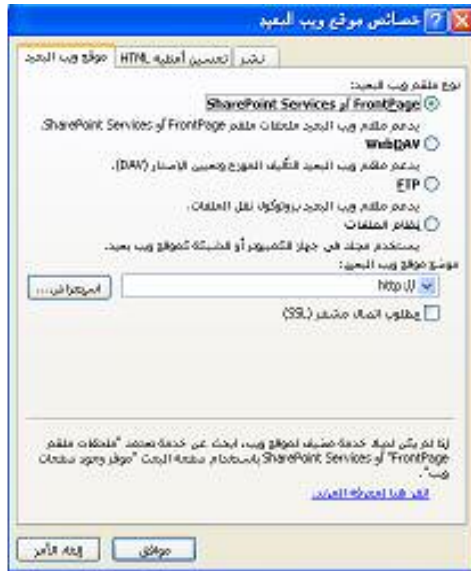 خصائص موقع ويب البعيد
موقع ويب البعيد
تحسين أمثلية HTML
نشر
نوع ملقم ويب البعيد:
FrontPage أو SharePoint Services
يدعم ملقم ويب البعيد ملحقات ملقم FrontPage أو SharePoint Services.
WebDAV
يدعم ملقم ويب البعيد التأليف الموزع وتعيين الإصدار (DAV).
FTP
يدعم ملقم ويب البعيد بروتوكول نقل الملفات.
نظام الملفات
يستخدم مجلد في جهاز الكمبيوتر أو الشبكة كموقع ويب بعيد.
موضع موقع ويب البعيد:
http://
استعراض...
مطلوب اتصال مشفر (SSL)
إذا لم يكن لديك خدمة مضيف لموقع ويب، ابحث عن خدمة تعتمد "ملحقات ملقم
FrontPage" أو SharePoint Services باستخدام صفحة البحث "موفر وجود صفحات
ويب".
انقر هنا لمعرفة المزيد.
موافق
إلغاء الأمر